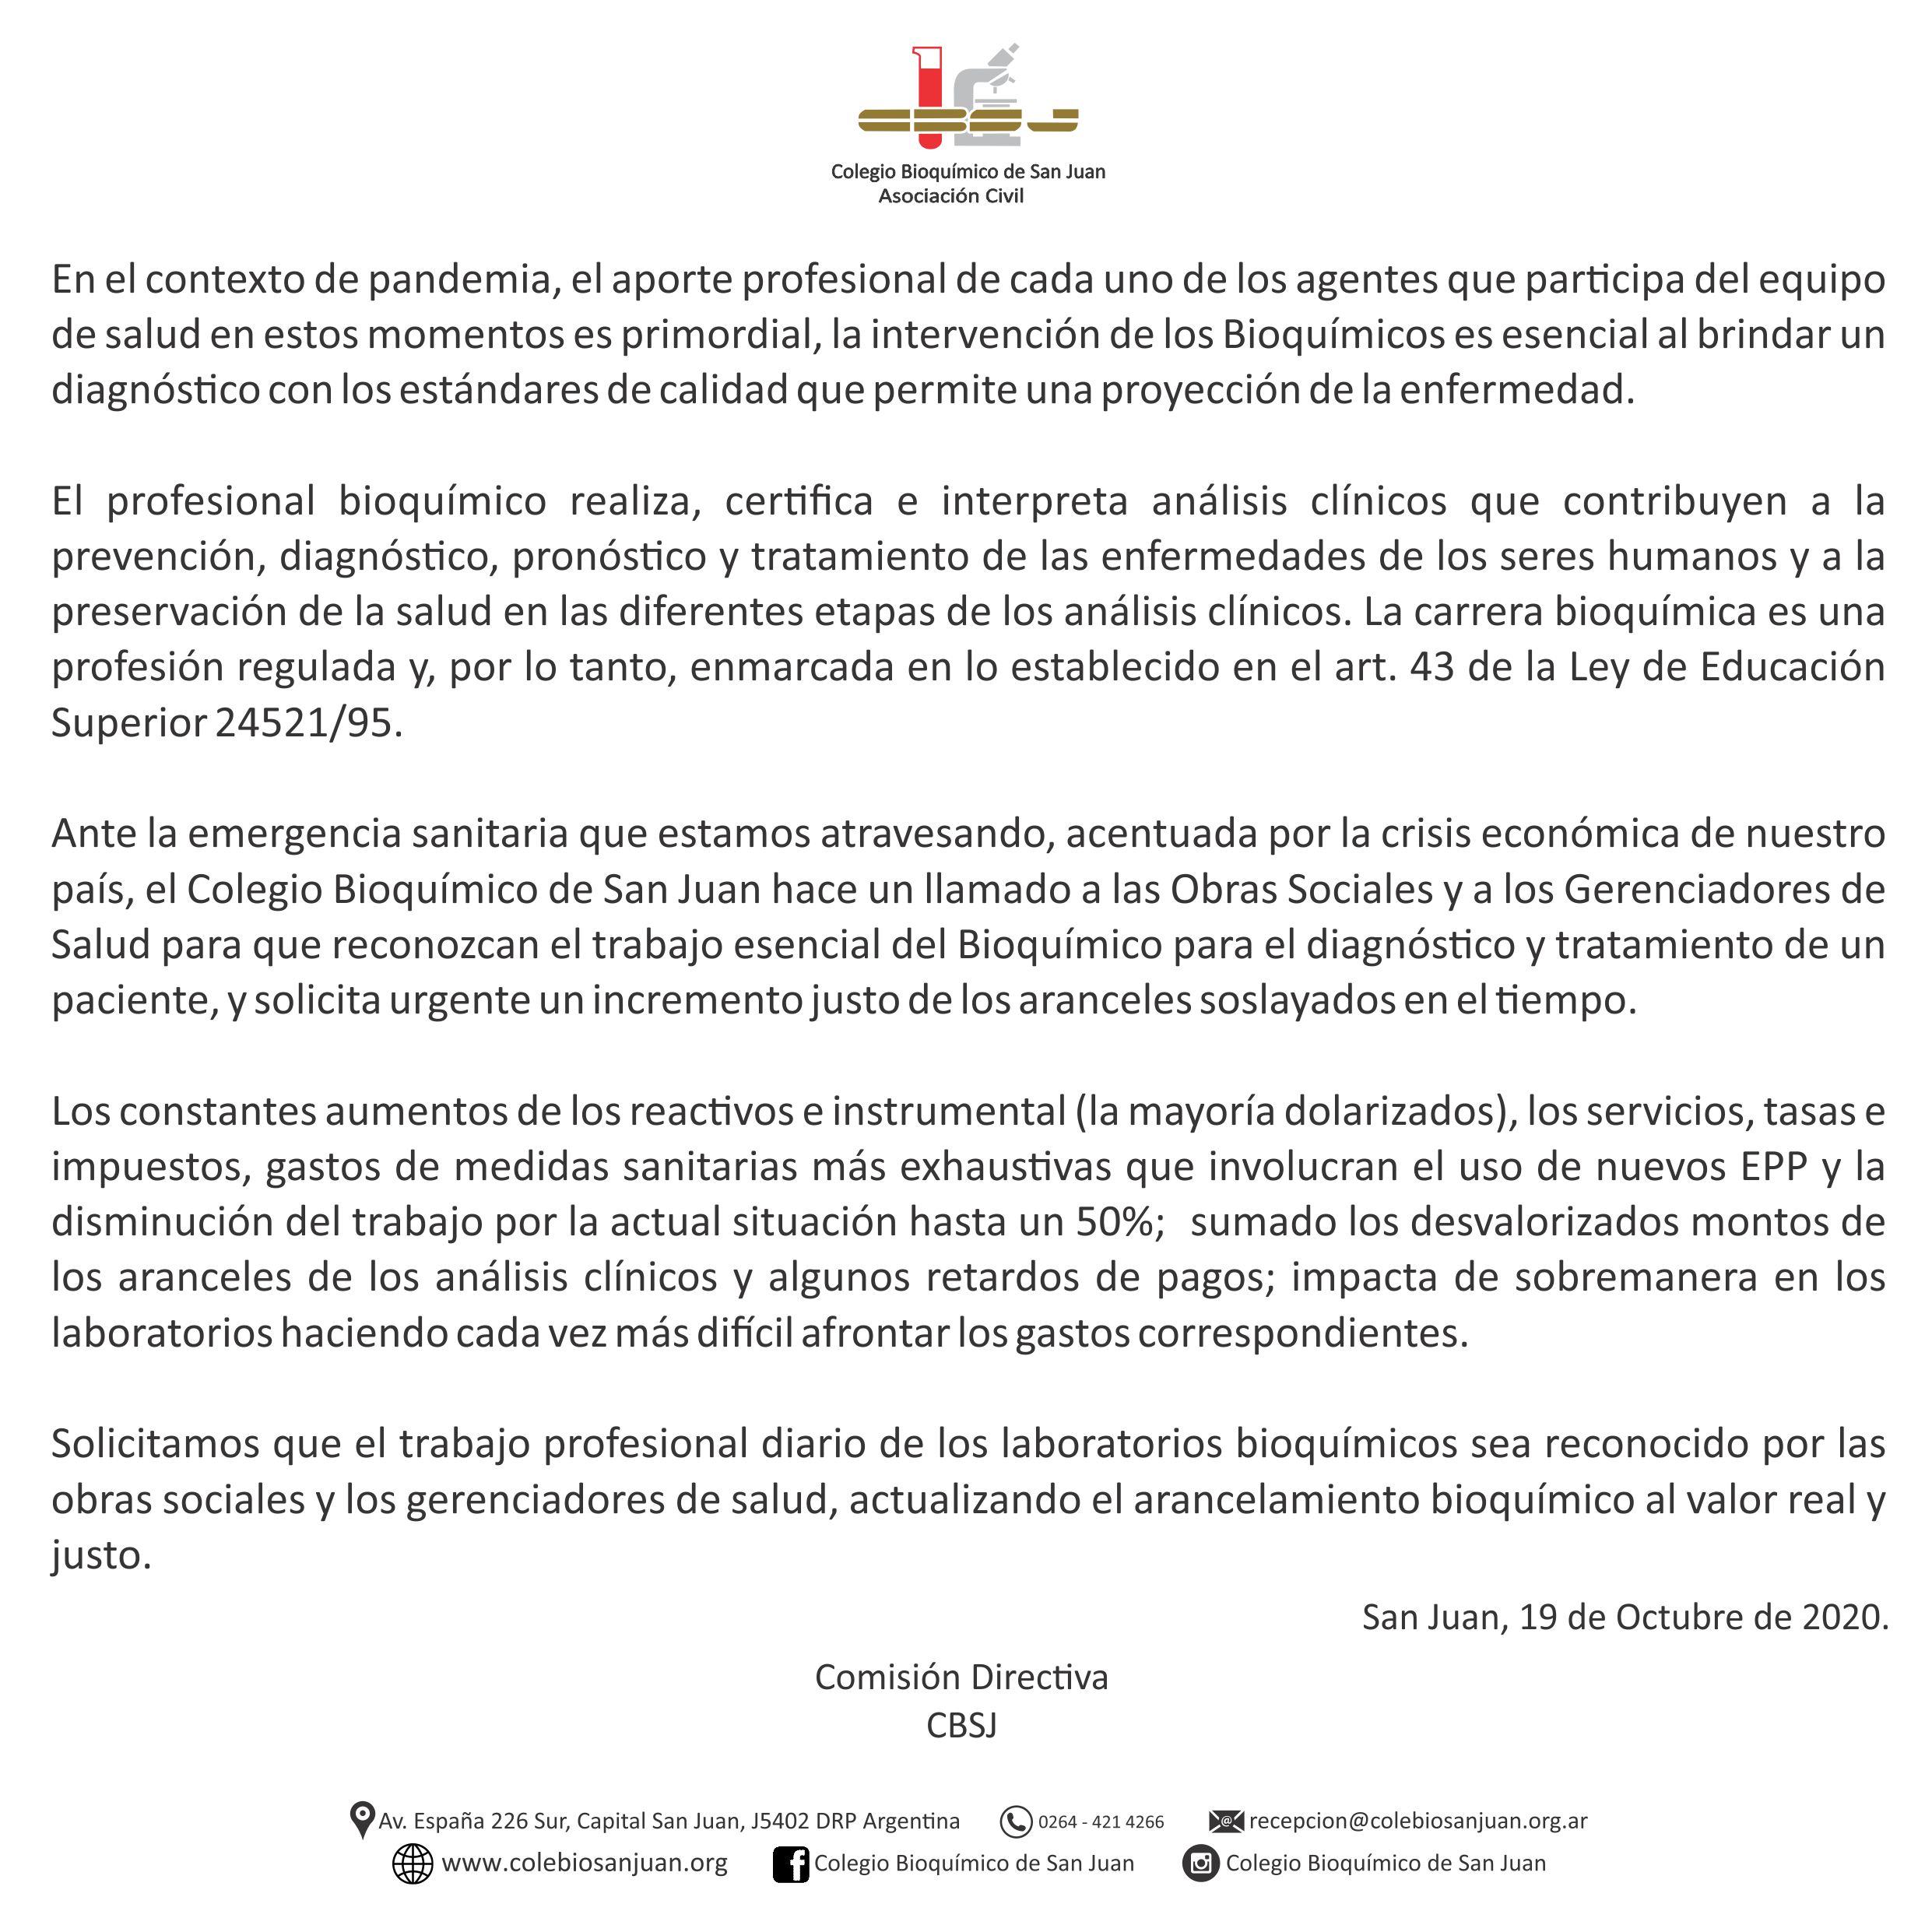 Colegio Bioquímico de San Juan
Asociación Civil
En el contexto de pandemia, el aporte profesional de cada uno de los agentes que participa del equipo
de salud en estos momentos es primordial, la intervención de los Bioquímicos es esencial al brindar un
diagnóstico con los estándares de calidad que permite una proyección de la enfermedad.
El profesional bioquímico realiza, certifica e interpreta análisis clínicos que contribuyen a la
prevención, diagnóstico, pronóstico y tratamiento de las enfermedades de los seres humanos y a la
preservación de la salud en las diferentes etapas de los análisis clínicos. La carrera bioquímica es una
profesión regulada y, por lo tanto, enmarcada en lo establecido en el art. 43 de la Ley de Educación
Superior 24521/95.
Ante la emergencia sanitaria que estamos atravesando, acentuada por la crisis económica de nuestro
país, el Colegio Bioquímico de San Juan hace un llamado a las Obras Sociales y a los Gerenciadores de
Salud para que reconozcan el trabajo esencial del Bioquímico para el diagnóstico y tratamiento de un
paciente, y solicita urgente un incremento justo de los aranceles soslayados en el tiempo.
Los constantes aumentos de los reactivos e instrumental (la mayoría dolarizados), los servicios, tasas e
impuestos, gastos de medidas sanitarias más exhaustivas que involucran el uso de nuevos EPP y la
disminución del trabajo por la actual situación hasta un 50%; sumado los desvalorizados montos de
los aranceles de los análisis clínicos y algunos retardos de pagos; impacta de sobremanera en los
laboratorios haciendo cada vez más difícil afrontar los gastos correspondientes.
Solicitamos que el trabajo profesional diario de los laboratorios bioquímicos sea reconocido por las
obras sociales y los gerenciadores de salud, actualizando el arancelamiento bioquímico al valor real y
justo.
San Juan, 19 de Octubre de 2020.
Comisión Directiva
CBSJ
Av. España 226 Sur, Capital San Juan, J5402 DRP Argentina 0264 - 421 4266 recepcion@colebiosanjuan.org.ar
www.colebiosanjuan.org Colegio Bioquímico de San Juan Colegio Bioquímico de San Juan